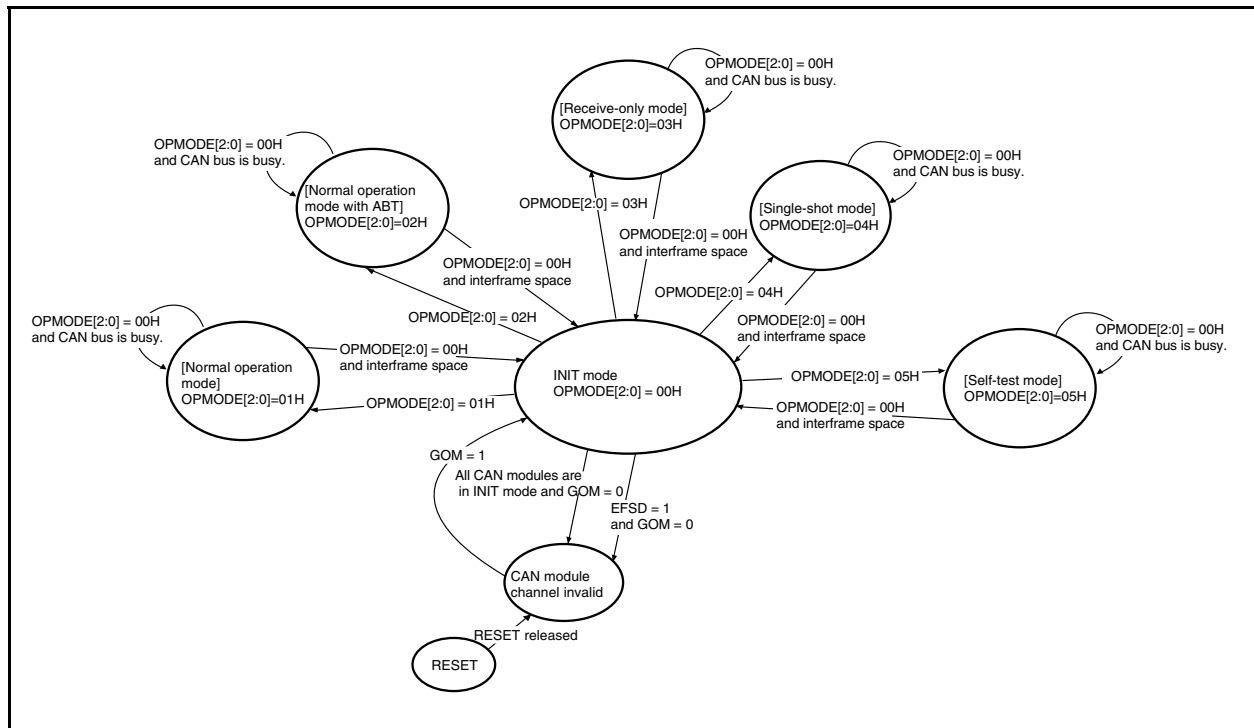 OPMODE[2:0] = 00H
and CAN bus is busy.
[Receive-only mode]
OPMODE[2:0]=03H
OPMODE[2:0] = 00H
and CAN bus is busy.
[Normal operation
mode with ABT]
OPMODE[2:0]=02H
OPMODE[2:0] = 00H
and CAN bus is busy.
[Single-shot mode]
OPMODE[2:0]=04H
OPMODE[2:0] = 03H
OPMODE[2:0] = 00H
and interframe space
OPMODE[2:0] = 00H
and interframe space
OPMODE[2:0] = 04H
OPMODE[2:0] = 02H
OPMODE[2:0] = 00H
and interframe space
OPMODE[2:0] = 00H
and CAN bus is busy.
[Normal operation
mode]
OPMODE[2:0]=01H
OPMODE[2:0] = 00H
and interframe space
OPMODE[2:0] = 01H
INIT mode
OPMODE[2:0] = 00H
OPMODE[2:0] = 05H
OPMODE[2:0] = 00H
and interframe space
OPMODE[2:0] = 00H
and CAN bus is busy.
[Self-test mode]
OPMODE[2:0]=05H
GOM = 1
All CAN modules are
in INIT mode and GOM = 0
EFSD = 1
and GOM = 0
CAN module
channel invalid
RESET released
RESET